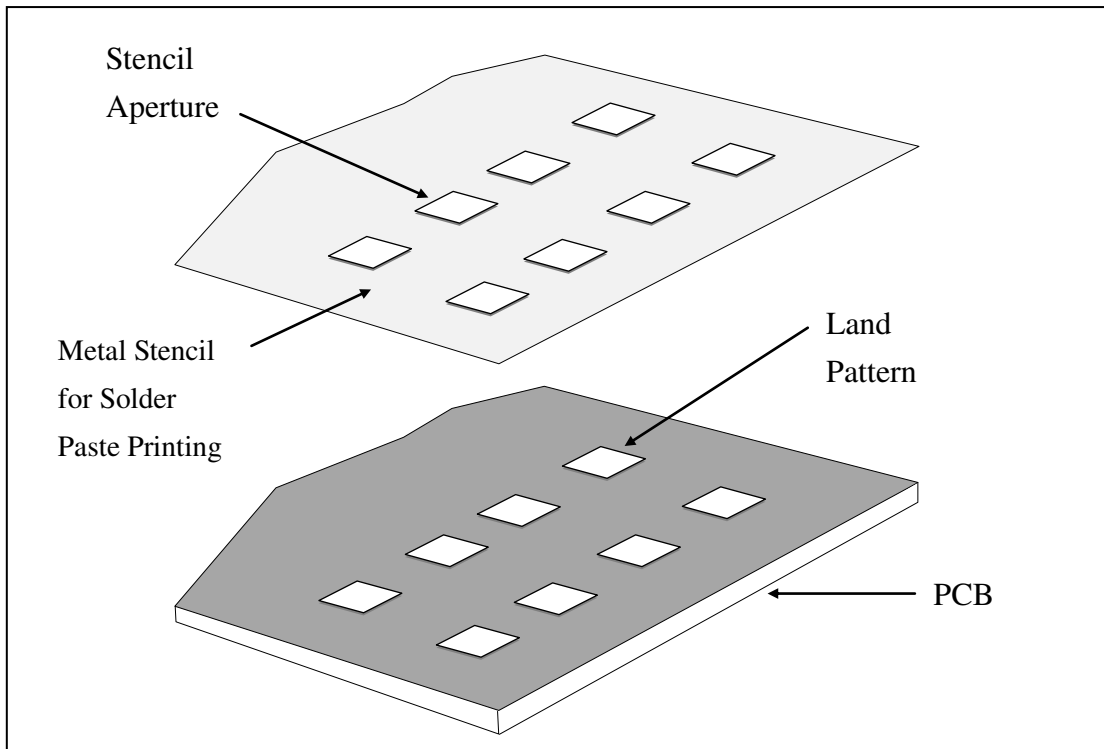 Stencil
Aperture
Metal Stencil
for Solder
Paste Printing
Land
Pattern
PCB